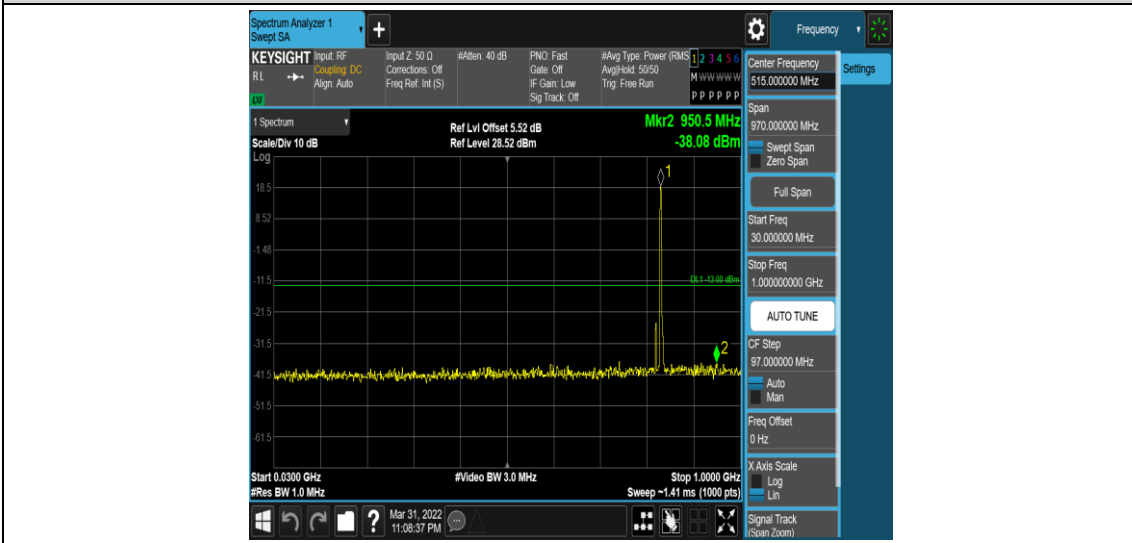 Spectrum Analyzer 1
Swept SA
Frequency
KEYSIGHT
RL
Input: RF
Coupling: DC
Align: Auto
Input Z: 50 Ω
Corrections: Off
Freq Ref: Int (S)
#Atten: 40 dB
PNO: Fast
Gate: Off
IF Gain: Low
Sig Track: Off
#Avg Type: Power (RMS
Avg|Hold: 50/50
Trig: Free Run
1 2 3 4 5 6
M W W W W W
P P P P P P
1 Spectrum
Scale/Div 10 dB
Log
Ref Lvl Offset 5.52 dB
Ref Level 28.52 dBm
Mkr2 950.5 MHz
-38.08 dBm
18.5
8.52
-1.48
-11.5
-21.5
-31.5
-41.5
-51.5
-61.5
1
DL1 -13.00 dBm
2
Start 0.0300 GHz
#Res BW 1.0 MHz
#Video BW 3.0 MHz
Stop 1.0000 GHz
Sweep ~1.41 ms (1000 pts)
Center Frequency
515.000000 MHz
Settings
Span
970.000000 MHz
Swept Span
Zero Span
Full Span
Start Freq
30.000000 MHz
Stop Freq
1.000000000 GHz
AUTO TUNE
CF Step
97.000000 MHz
Auto
Man
Freq Offset
0 Hz
X Axis Scale
Log
Lin
Signal Track
(Span Zoom)
?
Mar 31, 2022
11:08:37 PM